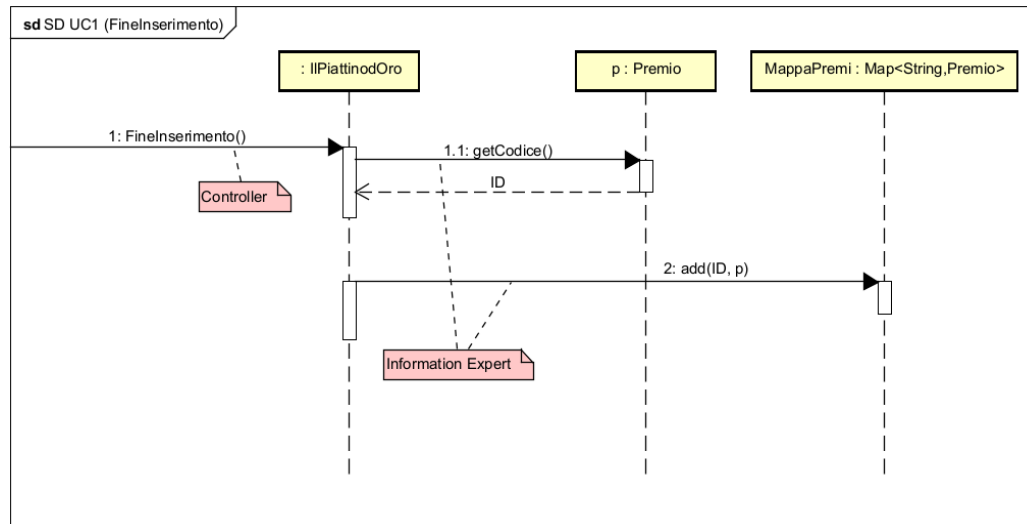 sd SD UC1 (FineInserimento)
: IlPiattinodOro
p : Premio
MappaPremi : Map<String,Premio>
1: FineInserimento()
1.1: getCodice()
ID
Controller
2: add(ID, p)
Information Expert